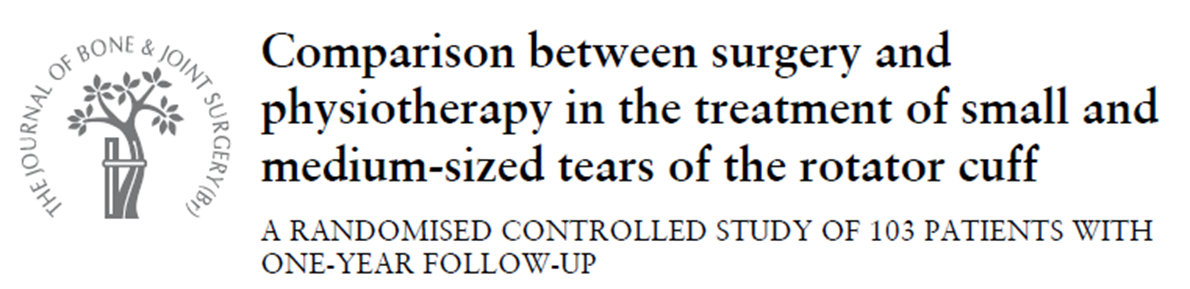 THE JOURNAL OF BONE & JOINT SURGERY (Br)
Comparison between surgery and
physiotherapy in the treatment of small and
medium-sized tears of the rotator cuff
A RANDOMISED CONTROLLED STUDY OF 103 PATIENTS WITH
ONE-YEAR FOLLOW-UP